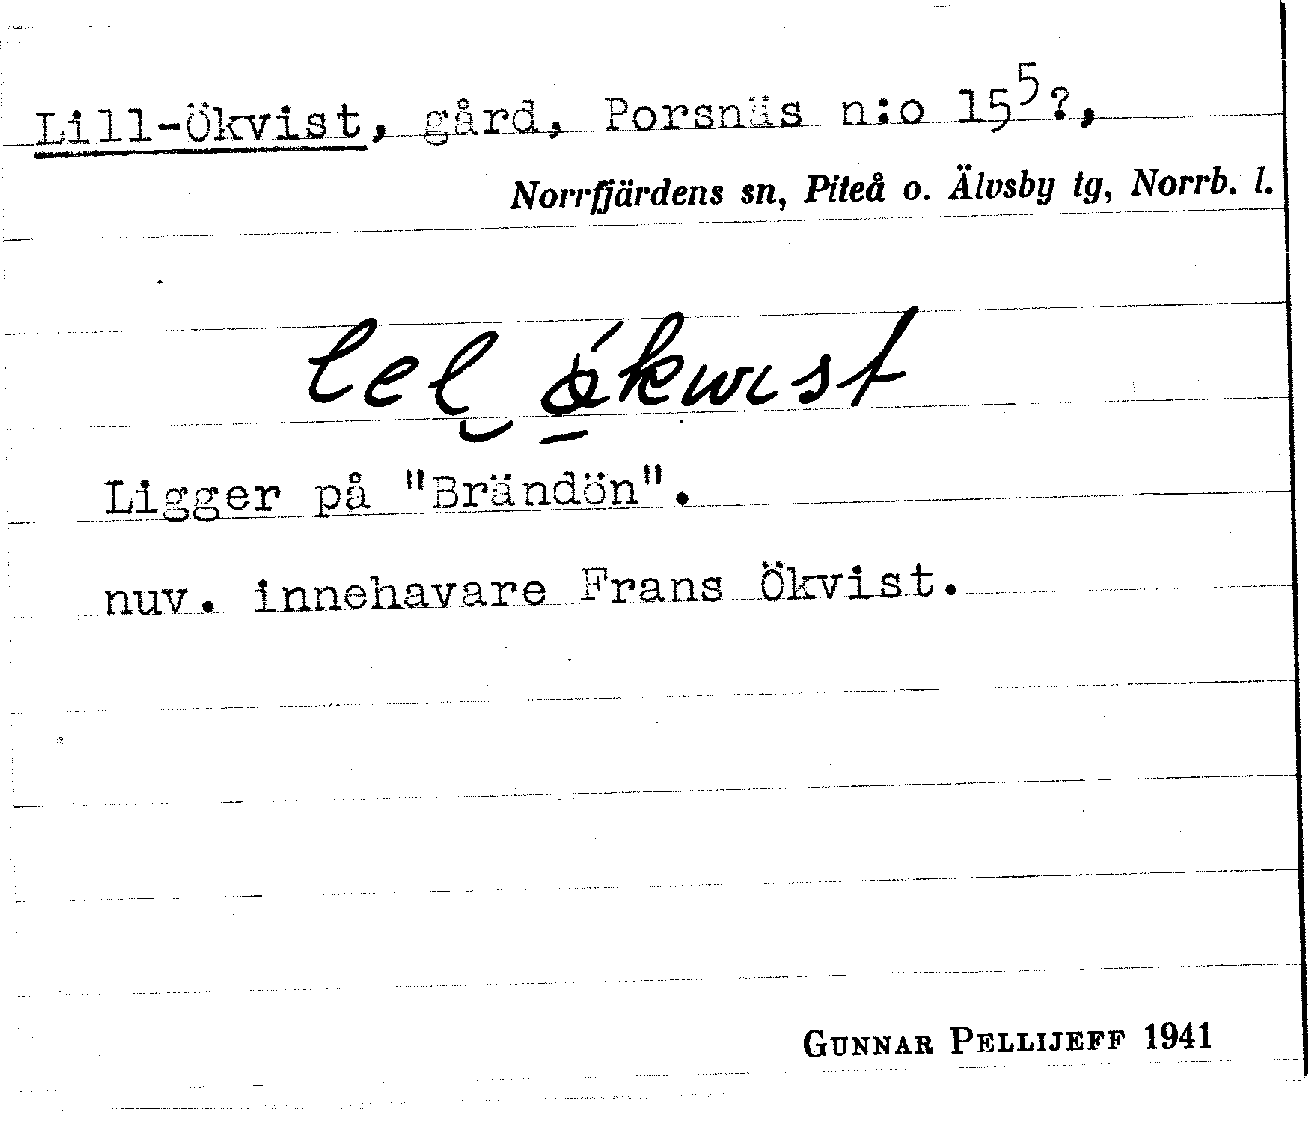 Lill-Ökvist, gård, Porsnäs n:o 15⁵?,
Norrfjärdens sn, Piteå o. Älvsby tg, Norrb. l.
lel ǿkwist
Ligger på "Brändön".
nuv. innehavare Frans Ökvist.
GUNNAR PELLIJEFF 1941